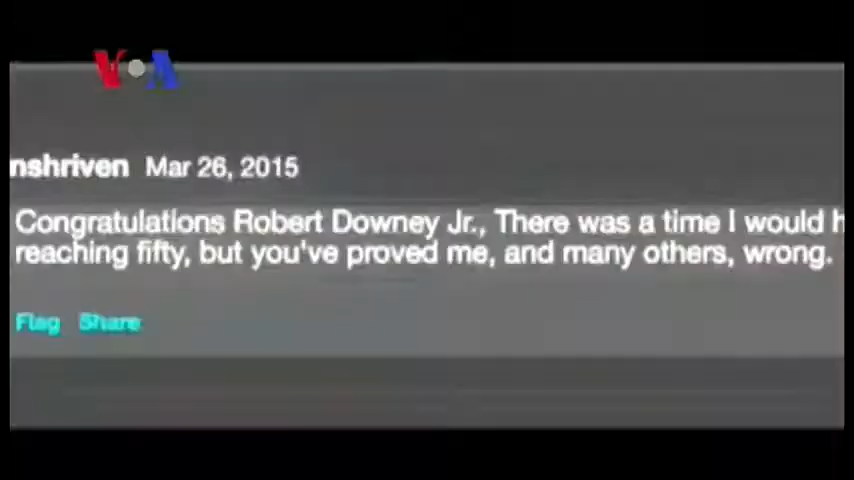 VOA
nshriven Mar 26, 2015
Congratulations Robert Downey Jr., There was a time I would h
reaching fifty, but you've proved me, and many others, wrong.
Flag Share